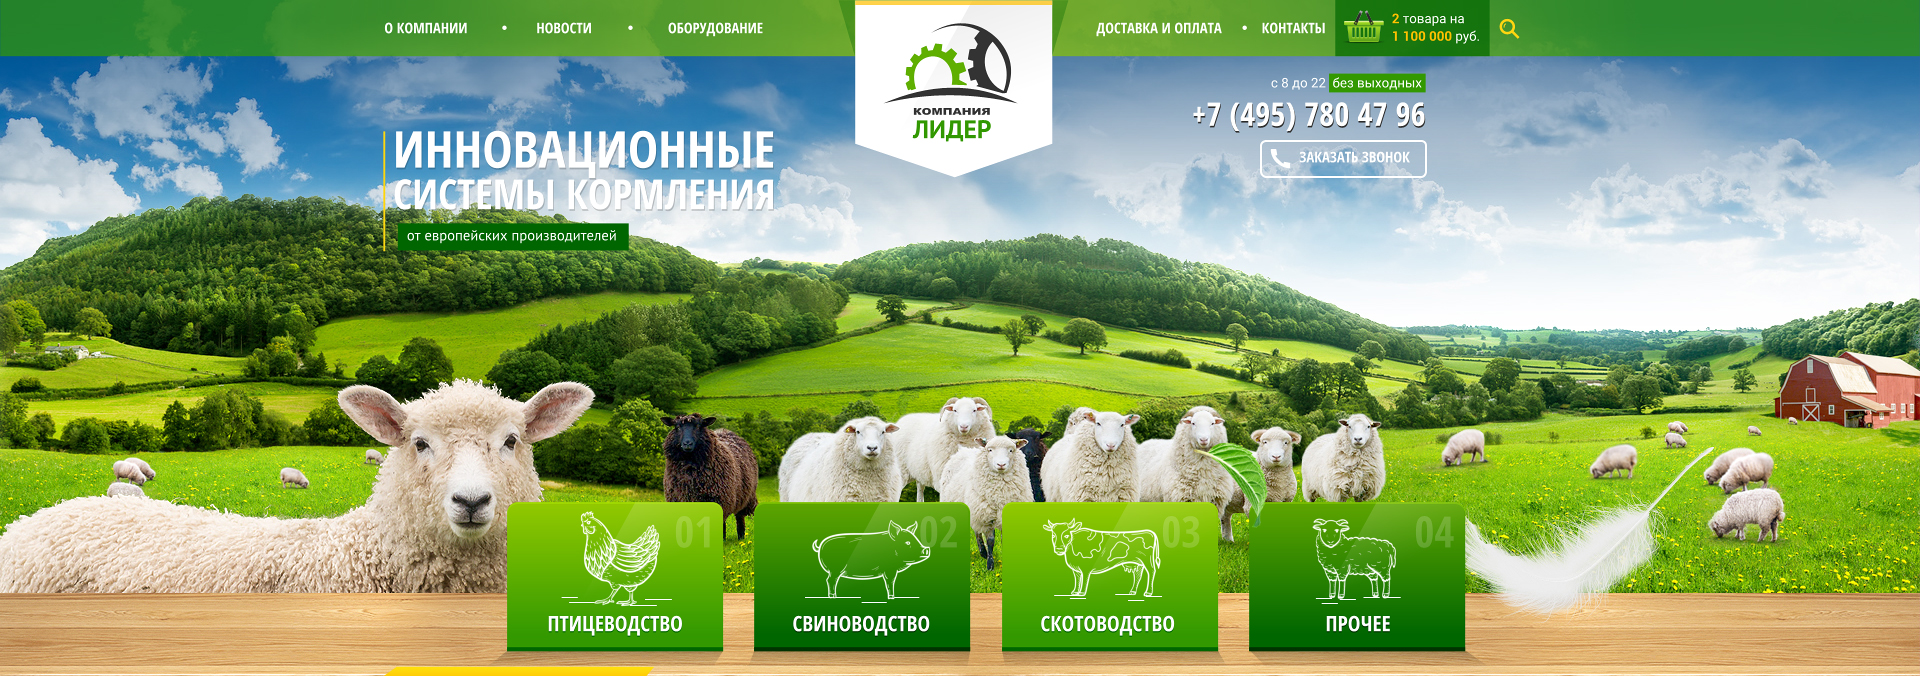 О КОМПАНИИ
НОВОСТИ
ОБОРУДОВАНИЕ
КОМПАНИЯ
ЛИДЕР
ДОСТАВКА И ОПЛАТА
КОНТАКТЫ
2 товара на
1 100 000 руб.
с 8 до 22 без выходных
+7 (495) 780 47 96
ЗАКАЗАТЬ ЗВОНОК
ИННОВАЦИОННЫЕ
СИСТЕМЫ КОРМЛЕНИЯ
от европейских производителей
01
ПТИЦЕВОДСТВО
02
СВИНОВОДСТВО
03
СКОТОВОДСТВО
04
ПРОЧЕЕ